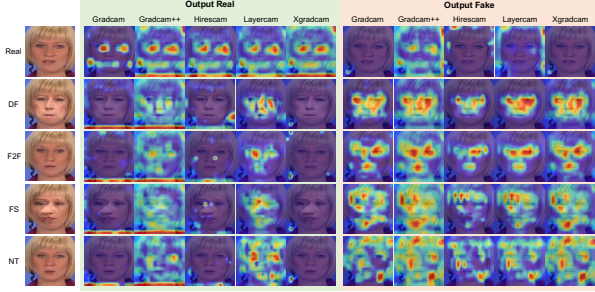 Output Real
Output Fake
Gradcam Gradcam++ Hirescam Layercam Xgradcam Gradcam Gradcam++ Hirescam Layercam Xgradcam
Real
DF
F2F
FS
NT